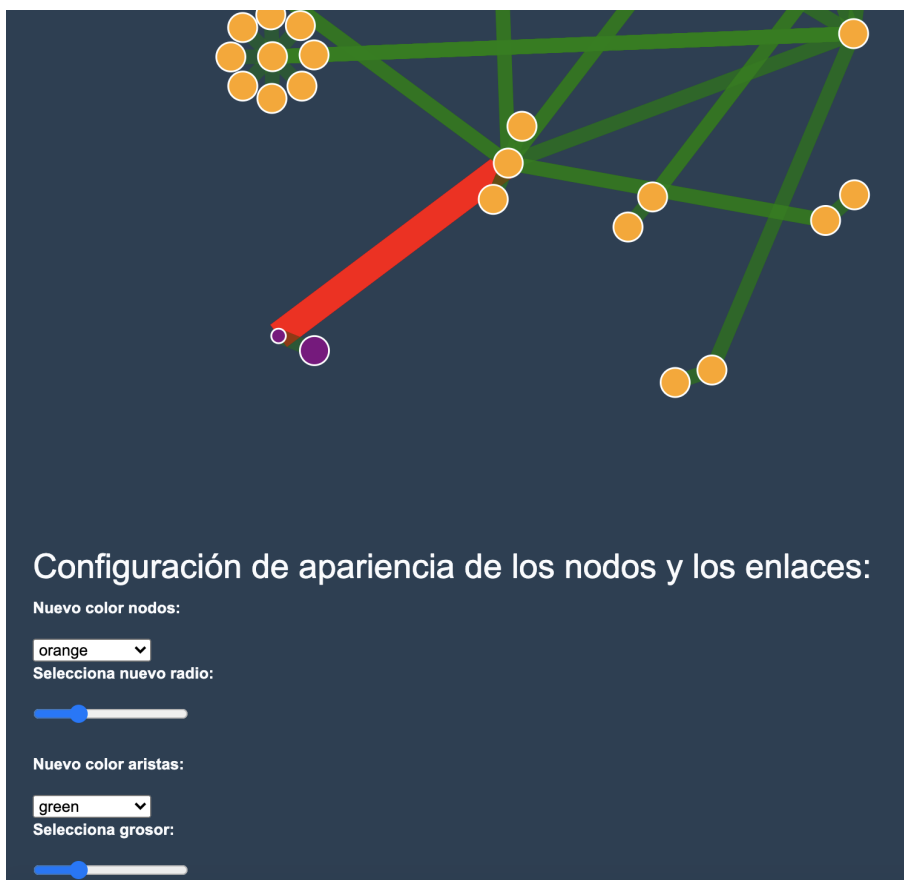 Configuración de apariencia de los nodos y los enlaces:
Nuevo color nodos:
orange
Selecciona nuevo radio:
Nuevo color aristas:
green
Selecciona grosor: